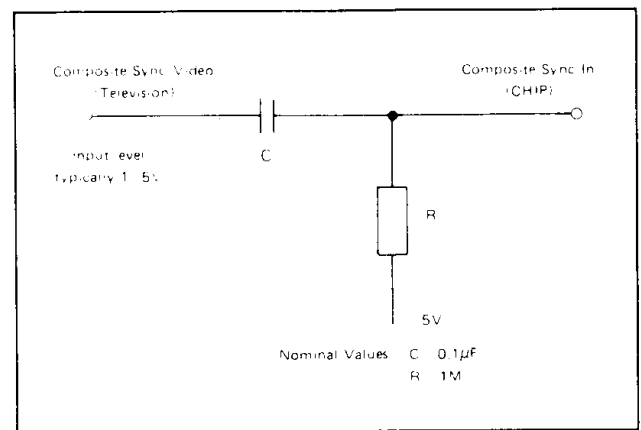 Composite Sync Video
(Television)
Composite Sync In
(CHIP)
Input level
typically 1 5V
C
R
5V
Nominal Values C 0.1µF
R 1M